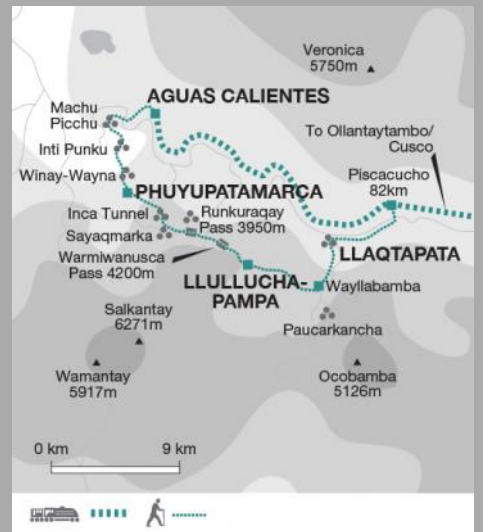 Veronica
5750m
AGUAS CALIENTES
Machu
Picchu
To Ollantaytambo/
Cusco
Inti Punku
Piscacucho
82km
Winay-Wayna
PHUYUPATAMARCA
Inca Tunnel
Runkuraqay
Pass 3950m
Sayaqmarka
LLAQTAPATA
Warmiwanusca
Pass 4200m
LLULLUCHA-
PAMPA
Wayllabamba
Salkantay
6271m
Paucarkancha
Wamantay
5917m
Ocobamba
5126m
0 km
9 km